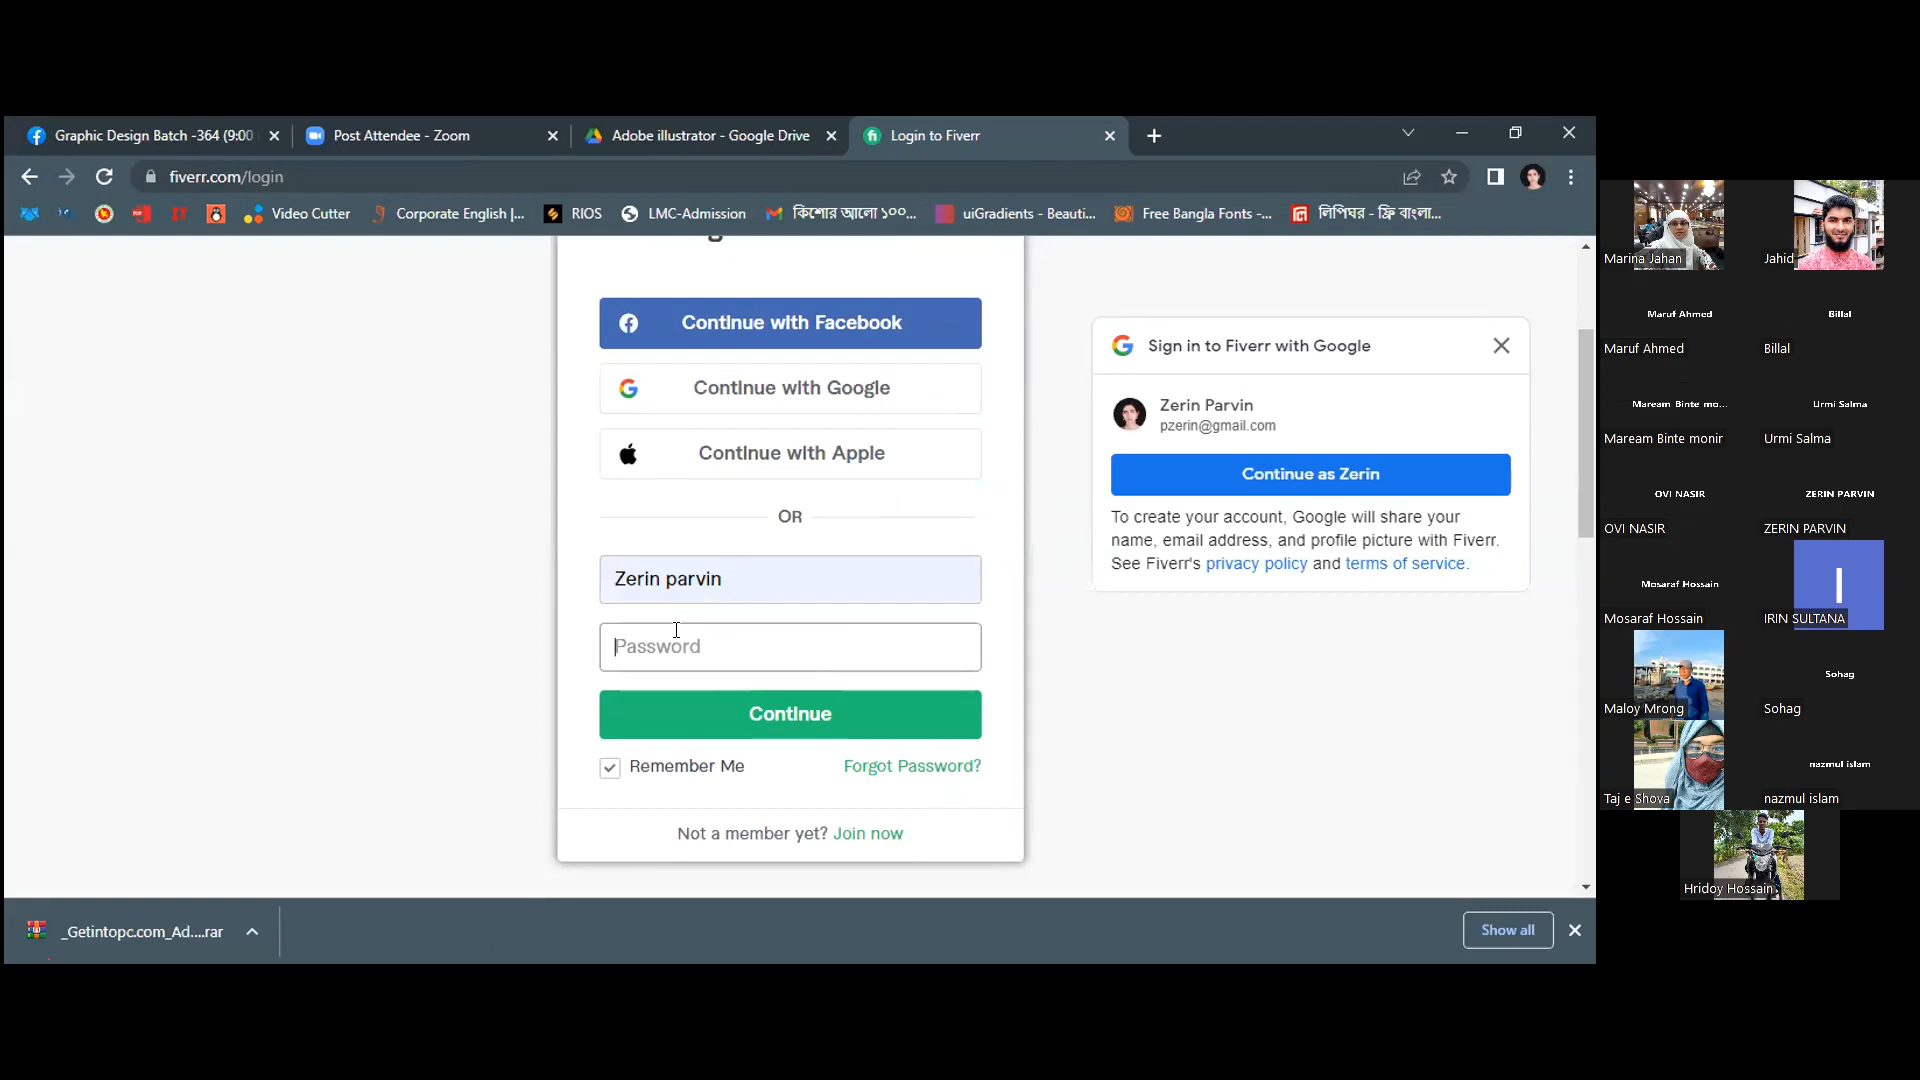 Graphic Design Batch -364 (9:00
Post Attendee - Zoom
Adobe illustrator - Google Drive
Login to Fiverr
fiverr.com/login
Video Cutter
Corporate English |...
RIOS
LMC-Admission
কিশোর আলো ১০০...
uiGradients - Beauti...
Free Bangla Fonts -...
লিপিঘর - ফ্রি বাংলা...
Continue with Facebook
Continue with Google
Continue with Apple
OR
Zerin parvin
Password
Continue
Remember Me
Forgot Password?
Not a member yet? Join now
Sign in to Fiverr with Google
Zerin Parvin
pzerin@gmail.com
Continue as Zerin
To create your account, Google will share your
name, email address, and profile picture with Fiverr.
See Fiverr's privacy policy and terms of service.
_Getintopc.com_Ad....rar
Show all
Marina Jahan
Jahid
Maruf Ahmed
Billal
Maruf Ahmed
Billal
Maream Binte mo...
Urmi Salma
Maream Binte monir
Urmi Salma
OVI NASIR
ZERIN PARVIN
OVI NASIR
ZERIN PARVIN
Mosaraf Hossain
I
Mosaraf Hossain
IRIN SULTANA
Sohag
Maloy Mrong
Sohag
nazmul islam
Taj e Shova
nazmul islam
Hridoy Hossain